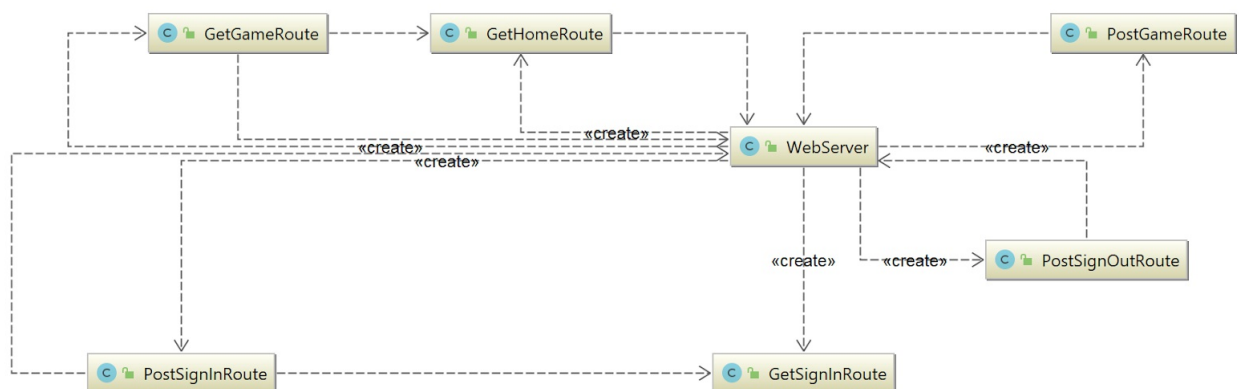 C GetGameRoute
C GetHomeRoute
C PostGameRoute
«create»
C WebServer
«create»
«create»
«create»
«create»
«create»
C PostSignOutRoute
C PostSignInRoute
C GetSignInRoute